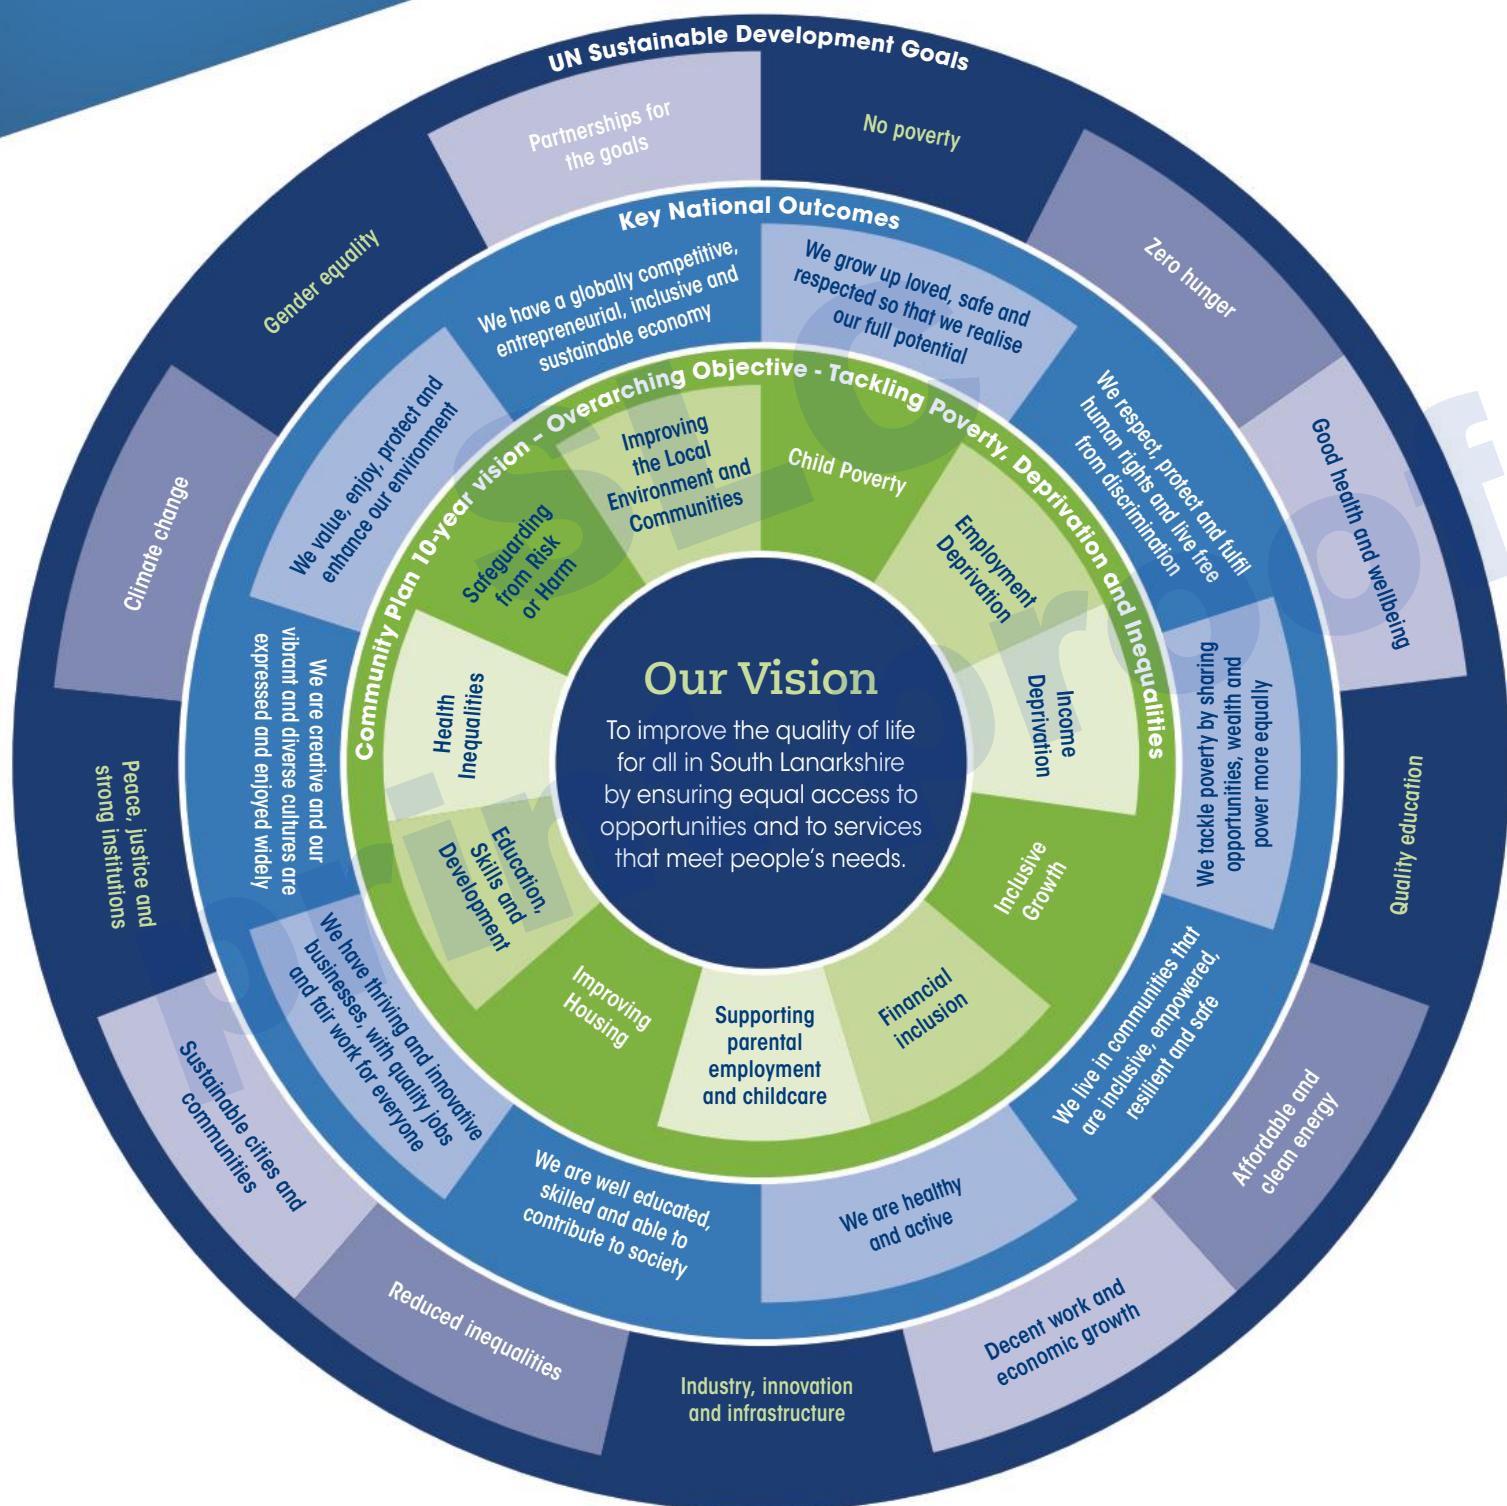 UN Sustainable Development Goals
No poverty
Zero hunger
Good health and wellbeing
Quality education
Affordable and
clean energy
Decent work and
economic growth
Industry, innovation
and infrastructure
Reduced inequalities
Sustainable cities and
communities
Peace, justice and
strong institutions
Climate change
Gender equality
Partnerships for
the goals
Key National Outcomes
We grow up loved, safe and
respected so that we realise
our full potential
We respect, protect and fulfil
human rights and live free
from discrimination
We tackle poverty by sharing
opportunities, wealth and
power more equally
We live in communities that
are inclusive, empowered,
resilient and safe
We are healthy
and active
We are well educated,
skilled and able to
contribute to society
We have thriving and innovative
businesses, with quality jobs
and fair work for everyone
We are creative and our
vibrant and diverse cultures are
expressed and enjoyed widely
We value, enjoy, protect and
enhance our environment
We have a globally competitive,
entrepreneurial, inclusive and
sustainable economy
Community Plan 10-year vision – Overarching Objective - Tackling Poverty, Deprivation and Inequalities
Child Poverty
Employment
Deprivation
Income
Deprivation
Inclusive
Growth
Financial
inclusion
Supporting
parental
employment
and childcare
Improving
Housing
Education,
Skills and
Development
Health
Inequalities
Safeguarding
from Risk
or Harm
Improving
the Local
Environment and
Communities
Our Vision
To improve the quality of life
for all in South Lanarkshire
by ensuring equal access to
opportunities and to services
that meet people's needs.
SLC
print proof